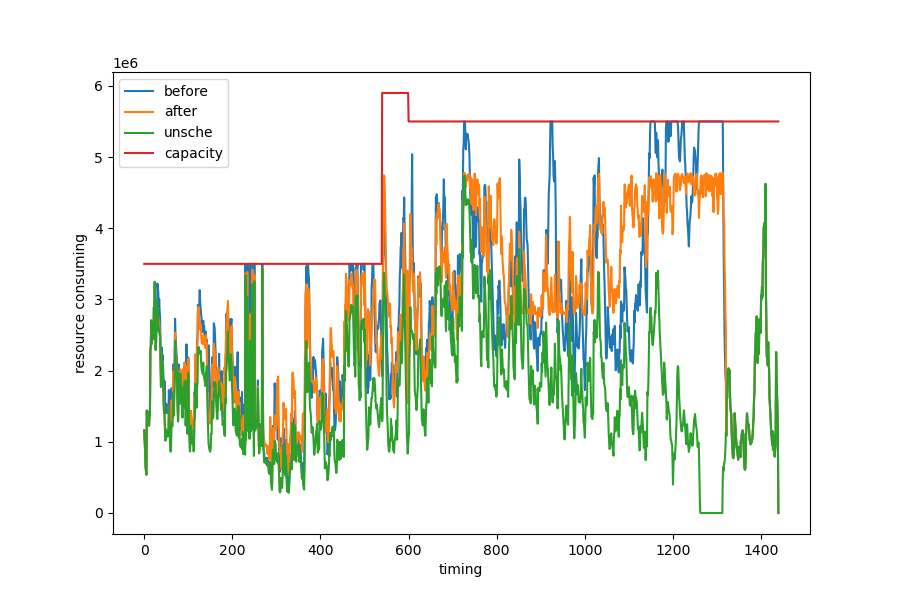 1e6
before
after
unsche
capacity
6
5
4
3
2
1
0
resource consuming
0 200 400 600 800 1000 1200 1400
timing